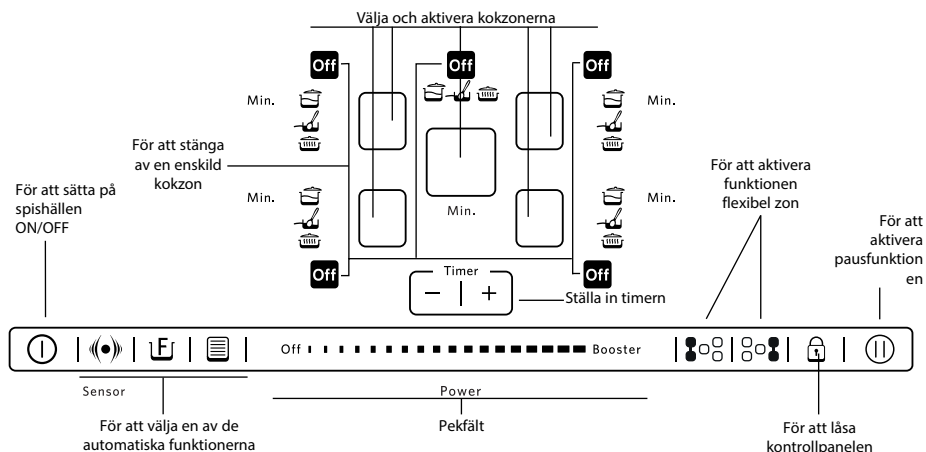 Välja och aktivera kokzonerna
Off
Off
Off
Min.
Min.
För att stänga
av en enskild
kokzon
För att aktivera
funktionen
flexibel zon
För att sätta på
spishällen
ON/OFF
Min.
Min.
Min.
För att
aktivera
pausfunktion
en
Off
Off
Timer
− +
Ställa in timern
F
Off
Booster
Sensor
Power
För att välja en av de
automatiska funktionerna
Pekfält
För att låsa
kontrollpanelen